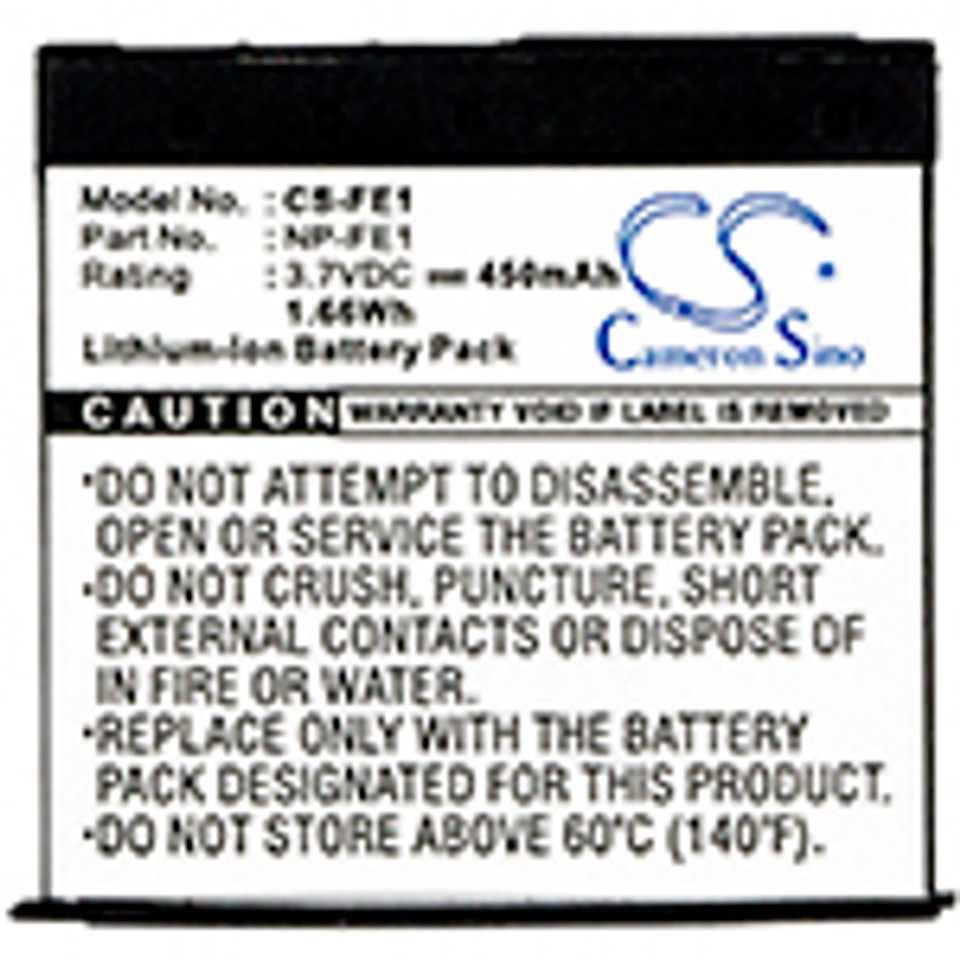 Model No. : CS-FE1
Part No. : NP-FE1
Rating : 3.7VDC 450mAh
1.66Wh
Lithium-Ion Battery Pack
CS
Cameron Sino
CAUTION WARRANTY VOID IF LABEL IS REMOVED
•DO NOT ATTEMPT TO DISASSEMBLE,
OPEN OR SERVICE THE BATTERY PACK.
•DO NOT CRUSH, PUNCTURE, SHORT
EXTERNAL CONTACTS OR DISPOSE OF
IN FIRE OR WATER.
•REPLACE ONLY WITH THE BATTERY
PACK DESIGNATED FOR THIS PRODUCT.
•DO NOT STORE ABOVE 60°C (140°F).